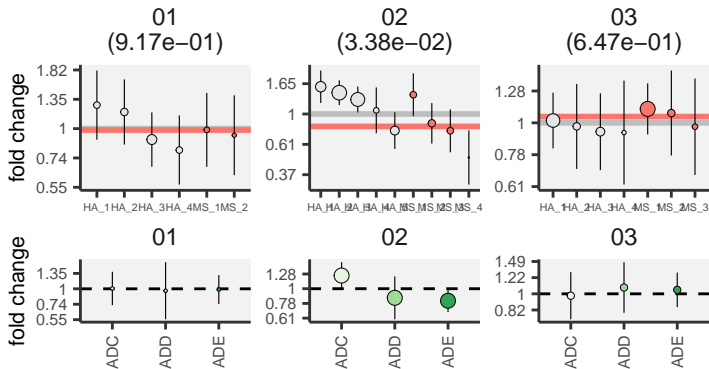 01 02 03
(9.17e−01) (3.38e−02) (6.47e−01)
fold change
1.82
1.35
1
0.74
0.55
HA_1 HA_2 HA_3 HA_4 MS_1 MS_2
1.65
1
0.61
0.37
MS_4
1.28
1
0.78
0.61
HA_1 HA_2 HA_3 HA_4 MS_1 MS_2 MS_3
01 02 03
fold change
1.35
1
0.74
0.55
ADC ADD ADE
1.28
1
0.78
0.61
ADC ADD ADE
1.49
1.22
1
0.82
ADC ADD ADE